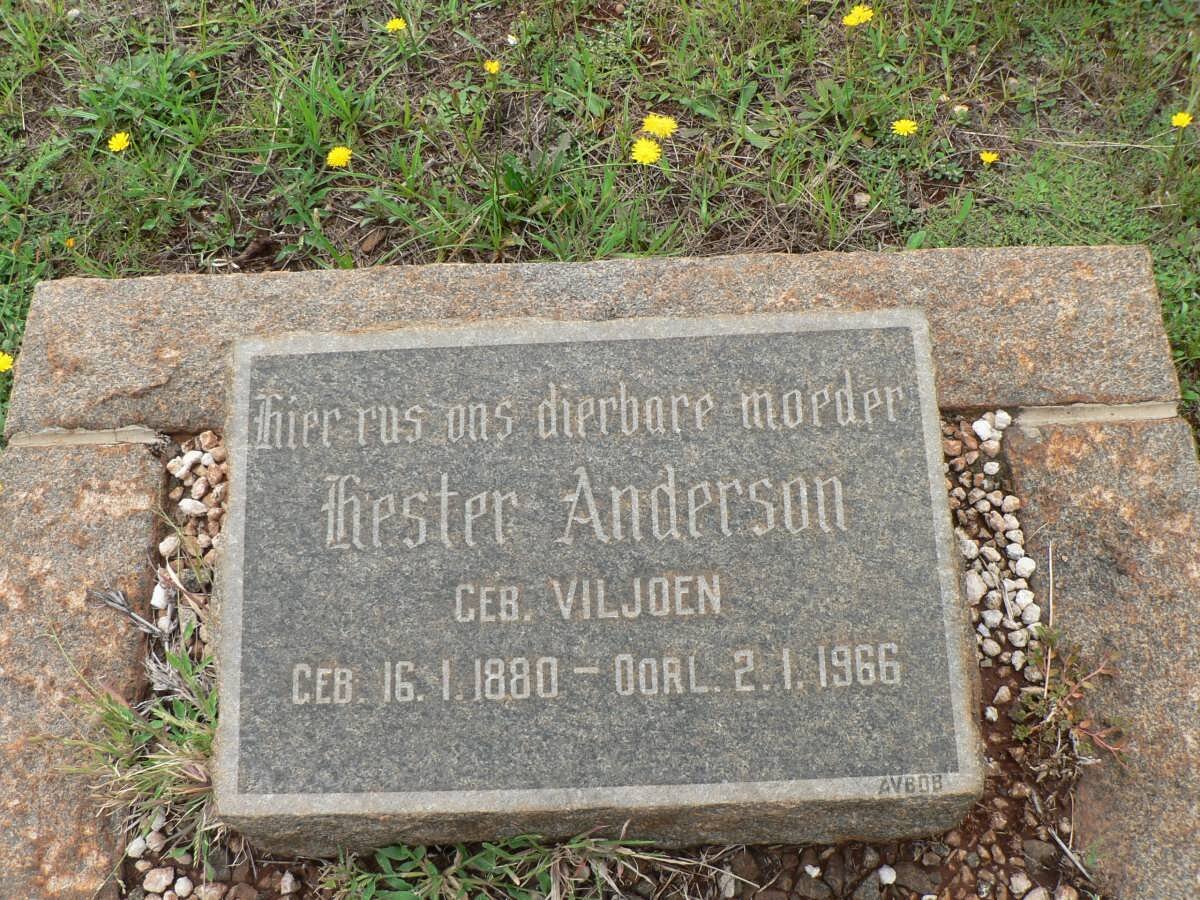 Hier rus ons dierbare moeder
Hester Anderson
GEB. VILJOEN
GEB. 16.1.1880 – OORL. 2.1.1966
AVBOB